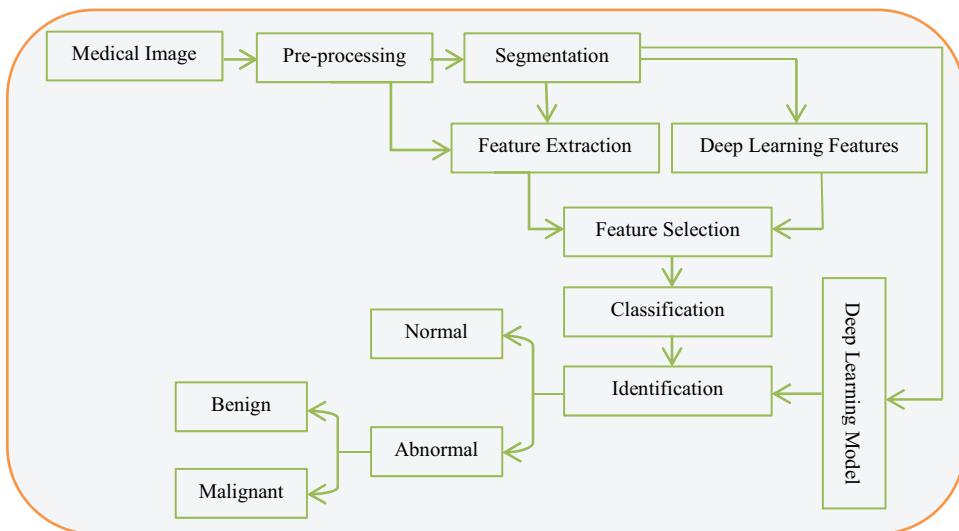 Medical Image
Pre-processing
Segmentation
Feature Extraction
Deep Learning Features
Feature Selection
Classification
Deep Learning Model
Normal
Identification
Benign
Abnormal
Malignant